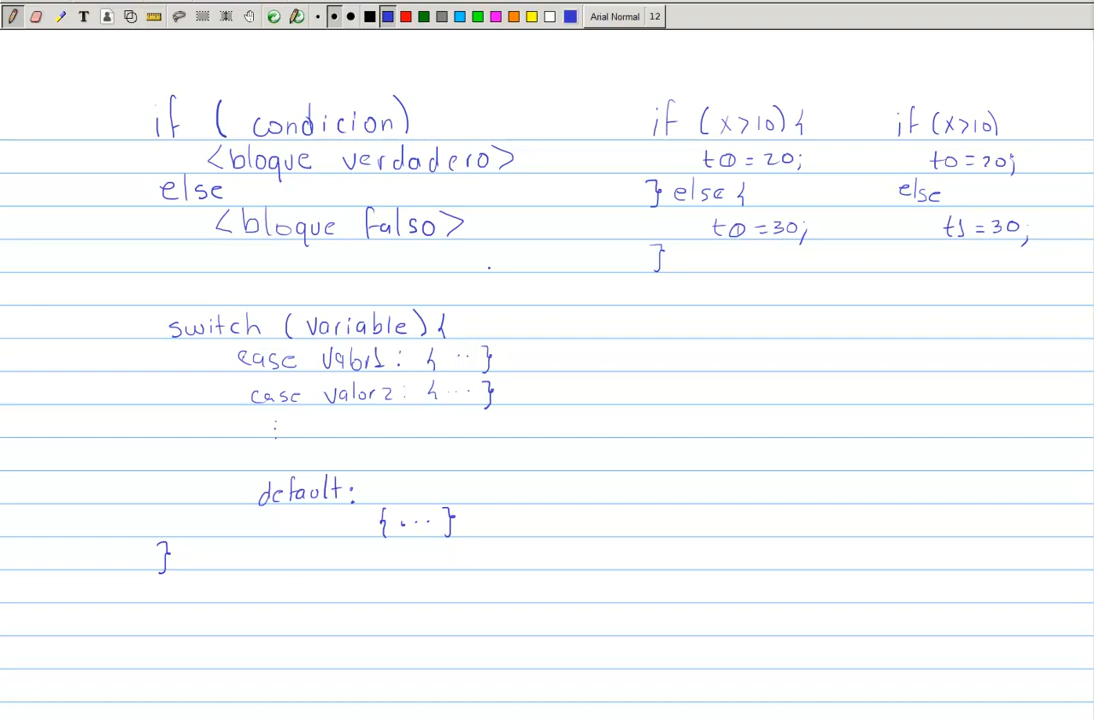 Arial Normal 12
if ( condicion)
<bloque verdadero>
else
<bloque falso>
if (x>10) {
t0 = 20;
} else {
t0 = 30;
}
if (x>10)
t0 = 20;
else
t1 = 30;
switch (variable) {
case valor1 : { ... }
case valor2 : { ... }
⋮
default:
{ ... }
}